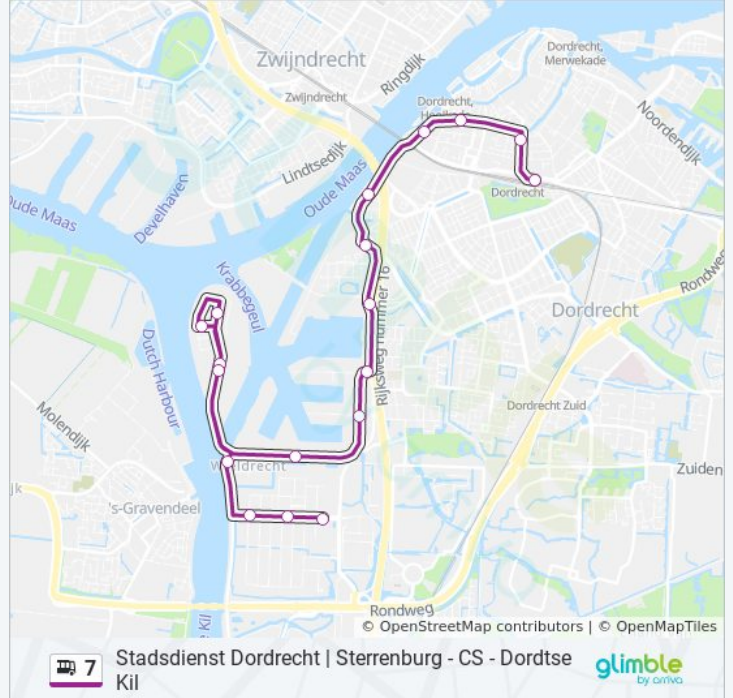 Zwijndrecht
Ringdijk
Dordrecht,
Merwekade
Zwijndrecht
Dordrecht,
Noordendijk
Lindtsedijk
Oude Maas
Dordrecht
Develhaven
oude Maas
Krabbegeul
Rijksweg nummer 16
Rondweg
Dordrecht
Dutch Harbour
Molendijk
Dordrecht Zuid
Zuiden
jk
's-Gravendeel
Rondweg
e Kil
© OpenStreetMap contributors | © OpenMapTiles
7
Stadsdienst Dordrecht | Sterrenburg - CS - Dordtse
Kil
glimble
by arriva